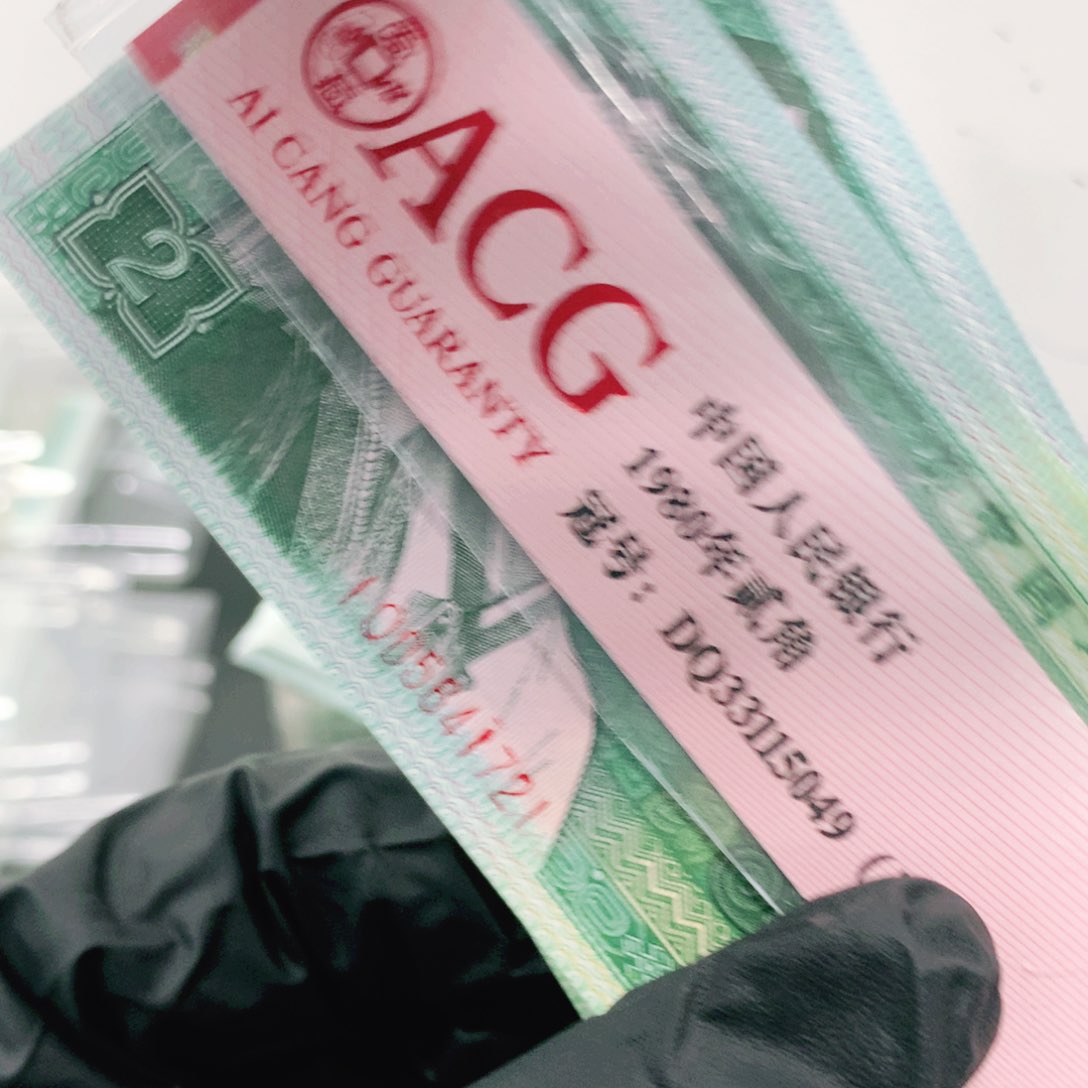 ACG
AI CANG GUARANTY
中国人民银行
1980年贰角
冠号：DQ33115049
2